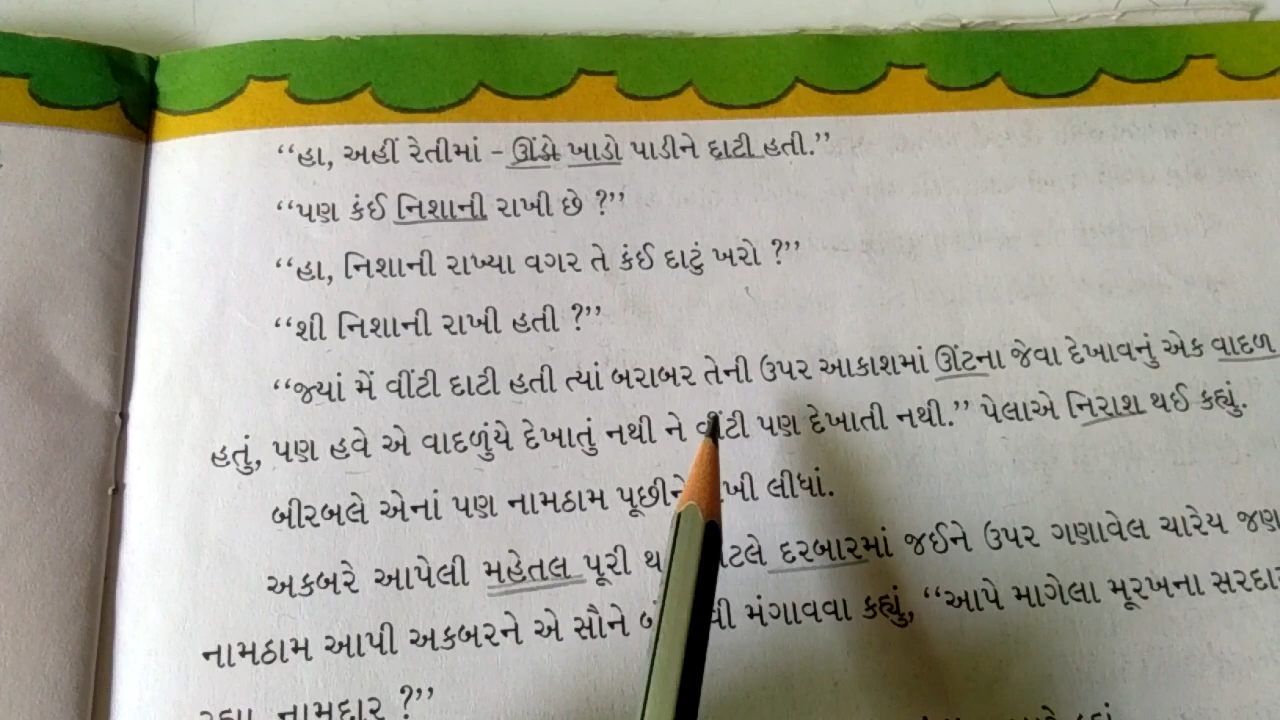 “હા, અહીં રેતીમાં - ઊંડો ખાડો પાડીને દાટી હતી.”
“પણ કંઈ નિશાની રાખી છે ?”
“હા, નિશાની રાખ્યા વગર તે કંઈ દાટું ખરો ?”
“શી નિશાની રાખી હતી ?”
“જ્યાં મેં વીંટી દાટી હતી ત્યાં બરાબર તેની ઉપર આકાશમાં ઊંટના જેવા દેખાવનું એક વાદળ
હતું, પણ હવે એ વાદળુંયે દેખાતું નથી ને વીંટી પણ દેખાતી નથી.” પેલાએ નિરાશ થઈ કહ્યું.
બીરબલે એનાં પણ નામઠામ પૂછીને લીધાં.
અકબરે આપેલી મહેતલ પૂરી દરબારમાં જઈને ઉપર ગણાવેલ ચારેય જણ
નામઠામ આપી અકબરને એ સૌને મંગાવવા કહ્યું, “આપે માગેલા મૂરખના
નામદાર ?”